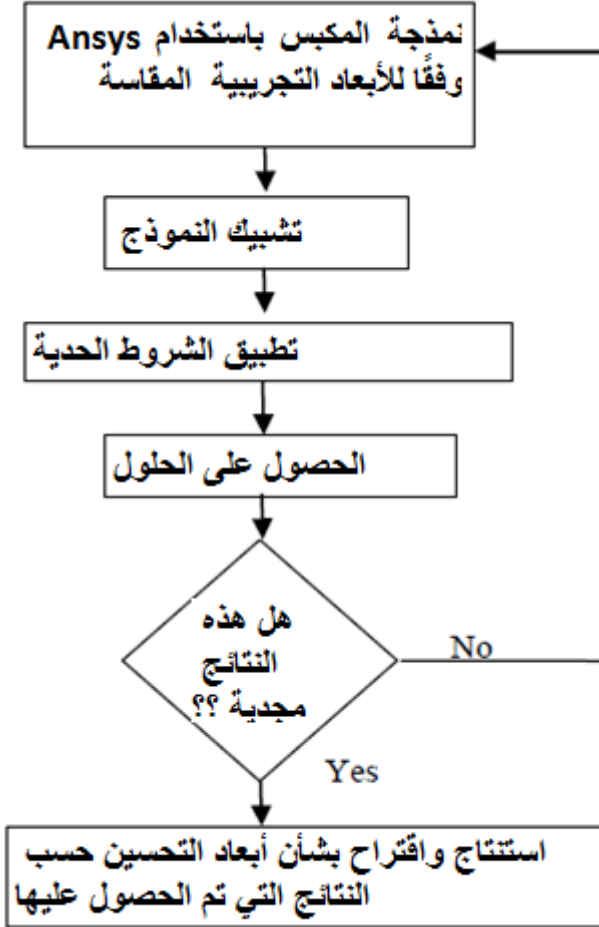 نمذجة المكبس باستخدام Ansys
وفقًا للأبعاد التجريبية المقاسة
تشبيك النموذج
تطبيق الشروط الحدية
الحصول على الحلول
هل هذه
النتائج
مجدية ؟؟
No
Yes
استنتاج واقتراح بشأن أبعاد التحسين حسب
النتائج التي تم الحصول عليها